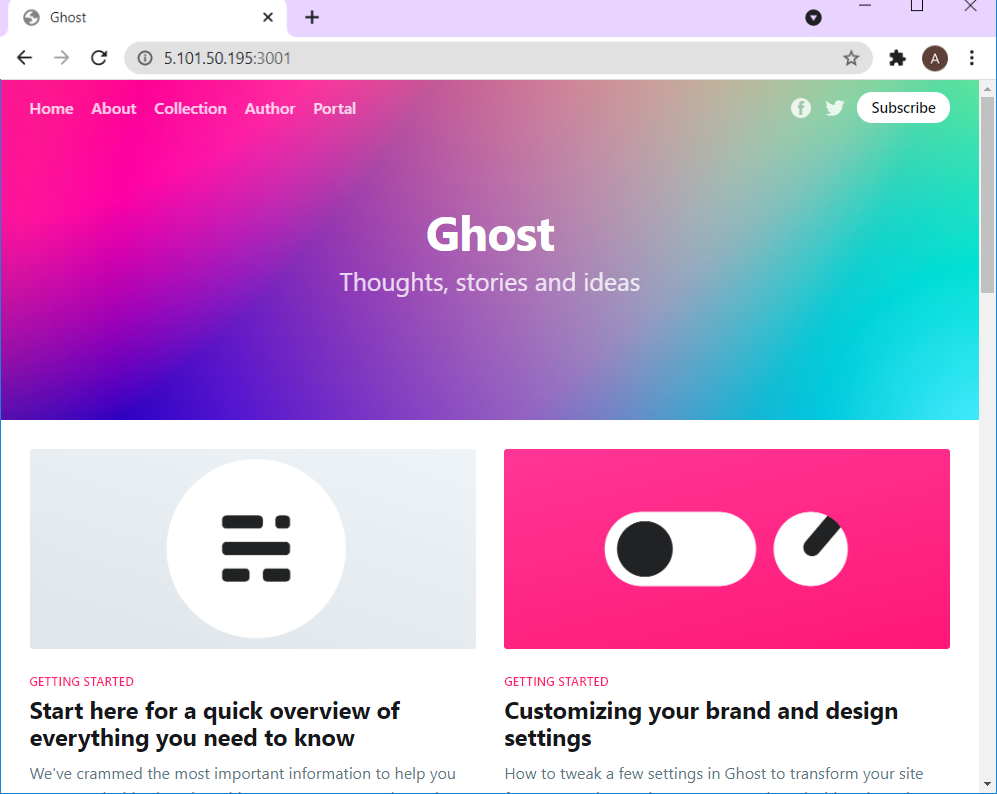 Ghost
5.101.50.195:3001
A
Home About Collection Author Portal
Subscribe
Ghost
Thoughts, stories and ideas
GETTING STARTED
Start here for a quick overview of
everything you need to know
We've crammed the most important information to help you
GETTING STARTED
Customizing your brand and design
settings
How to tweak a few settings in Ghost to transform your site